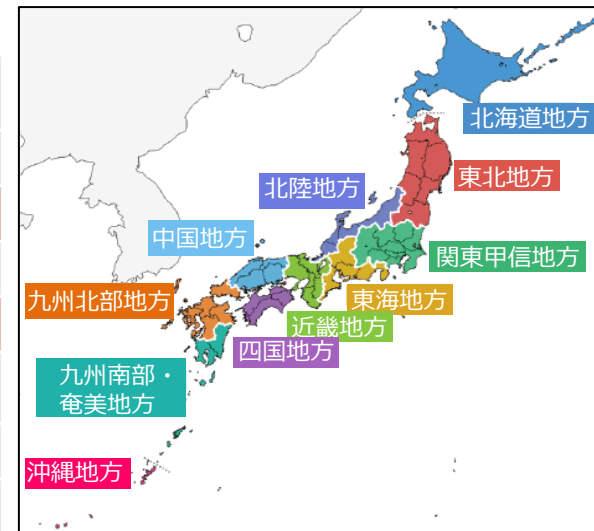 北海道地方
東北地方
北陸地方
中国地方
関東甲信地方
九州北部地方
東海地方
近畿地方
四国地方
九州南部・
奄美地方
沖縄地方